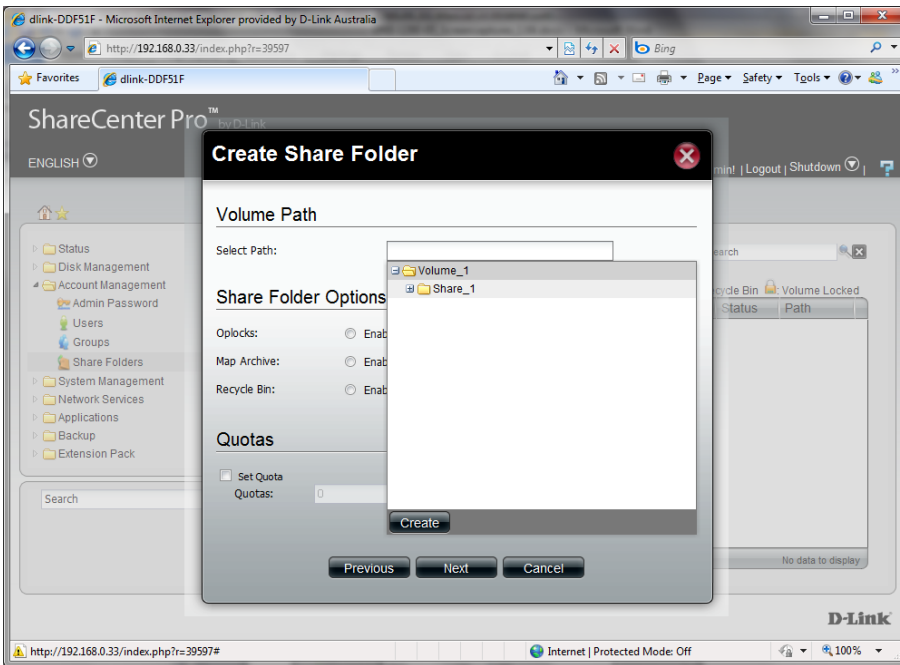 dlink-DDF51F - Microsoft Internet Explorer provided by D-Link Australia
http://192.168.0.33/index.php?r=39597
Bing
Favorites
dlink-DDF51F
Page
Safety
Tools
ShareCenter Pro™ by D-Link
ENGLISH
min! | Logout | Shutdown |
Create Share Folder
Volume Path
Select Path:
Volume_1
Share_1
Share Folder Options
Oplocks:
Enab
Map Archive:
Enab
Recycle Bin:
Enab
Quotas
Set Quota
Quotas:
0
Create
Previous
Next
Cancel
Status
Disk Management
Account Management
Admin Password
Users
Groups
Share Folders
System Management
Network Services
Applications
Backup
Extension Pack
Search
earch
cycle Bin : Volume Locked
Status
Path
No data to display
D-Link
http://192.168.0.33/index.php?r=39597#
Internet | Protected Mode: Off
100%